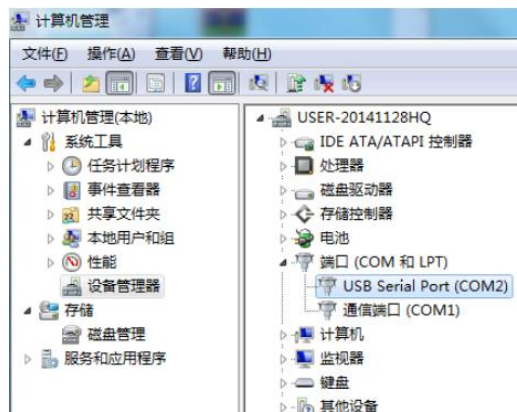 计算机管理
文件(F) 操作(A) 查看(V) 帮助(H)
计算机管理(本地)
系统工具
任务计划程序
事件查看器
共享文件夹
本地用户和组
性能
设备管理器
存储
磁盘管理
服务和应用程序
USER-20141128HQ
IDE ATA/ATAPI 控制器
处理器
磁盘驱动器
存储控制器
电池
端口 (COM 和 LPT)
USB Serial Port (COM2)
通信端口 (COM1)
计算机
监视器
键盘
其他设备